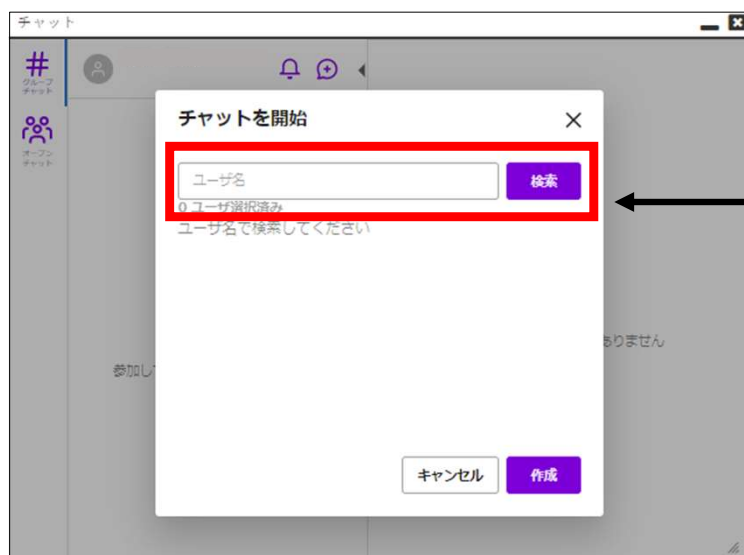 チャット
グループ
チャット
オープン
チャット
チャットを開始
ユーザ名
検索
0 ユーザ選択済み
ユーザ名で検索してください
参加し
ありません
キャンセル
作成